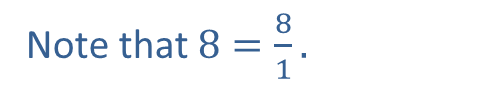 Note that 8 = 8/1.